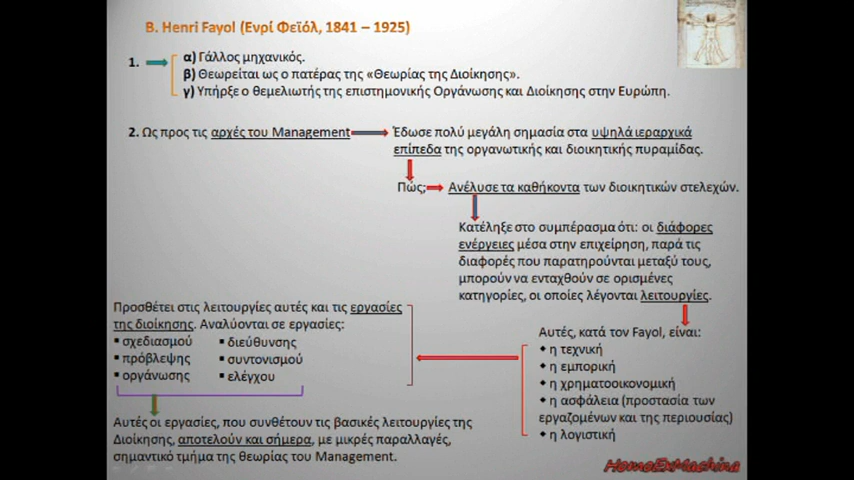 Β. Henri Fayol (Ενρί Φεϊόλ, 1841 – 1925)
1.
α) Γάλλος μηχανικός.
β) Θεωρείται ως ο πατέρας της «Θεωρίας της Διοίκησης».
γ) Υπήρξε ο θεμελιωτής της επιστημονικής Οργάνωσης και Διοίκησης στην Ευρώπη.
2. Ως προς τις αρχές του Management
Έδωσε πολύ μεγάλη σημασία στα υψηλά ιεραρχικά
επίπεδα της οργανωτικής και διοικητικής πυραμίδας.
Πώς;
Ανέλυσε τα καθήκοντα των διοικητικών στελεχών.
Κατέληξε στο συμπέρασμα ότι: οι διάφορες
ενέργειες μέσα στην επιχείρηση, παρά τις
διαφορές που παρατηρούνται μεταξύ τους,
μπορούν να ενταχθούν σε ορισμένες
κατηγορίες, οι οποίες λέγονται λειτουργίες.
Αυτές, κατά τον Fayol, είναι:
η τεχνική
η εμπορική
η χρηματοοικονομική
η ασφάλεια (προστασία των
εργαζομένων και της περιουσίας)
η λογιστική
Προσθέτει στις λειτουργίες αυτές και τις εργασίες
της διοίκησης. Αναλύονται σε εργασίες:
▪ σχεδιασμού ▪ διεύθυνσης
▪ πρόβλεψης ▪ συντονισμού
▪ οργάνωσης ▪ ελέγχου
Αυτές οι εργασίες, που συνθέτουν τις βασικές λειτουργίες της
Διοίκησης, αποτελούν και σήμερα, με μικρές παραλλαγές,
σημαντικό τμήμα της θεωρίας του Management.
HomoExMachina